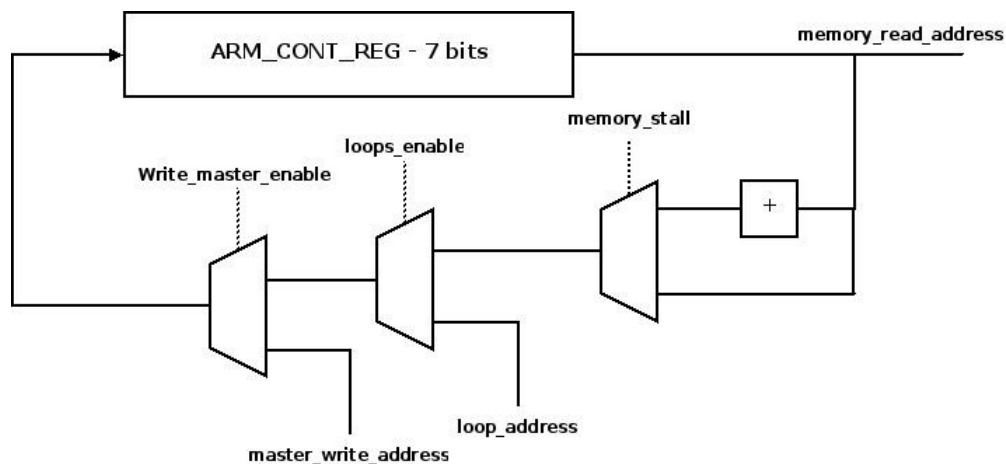 ARM_CONT_REG - 7 bits
memory_read_address
memory_stall
loops_enable
Write_master_enable
+
loop_address
master_write_address